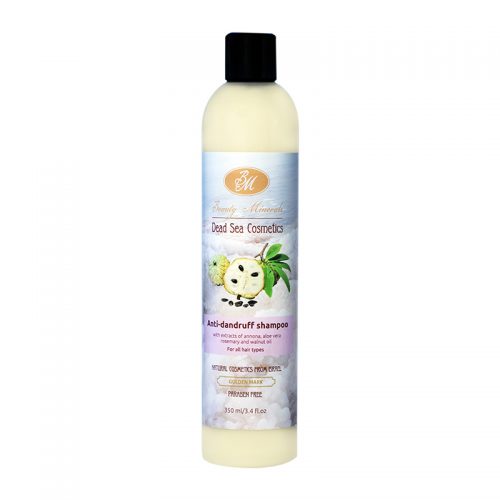 BM
Beauty Minerals
Dead Sea Cosmetics
Anti-dandruff shampoo
with extracts of annona, aloe vera
rosemary and walnut oil
For all hair types
NATURAL COSMETICS FROM ISRAEL
GOLDEN MARK
PARABEN FREE
350 ml/3.4 fl.oz